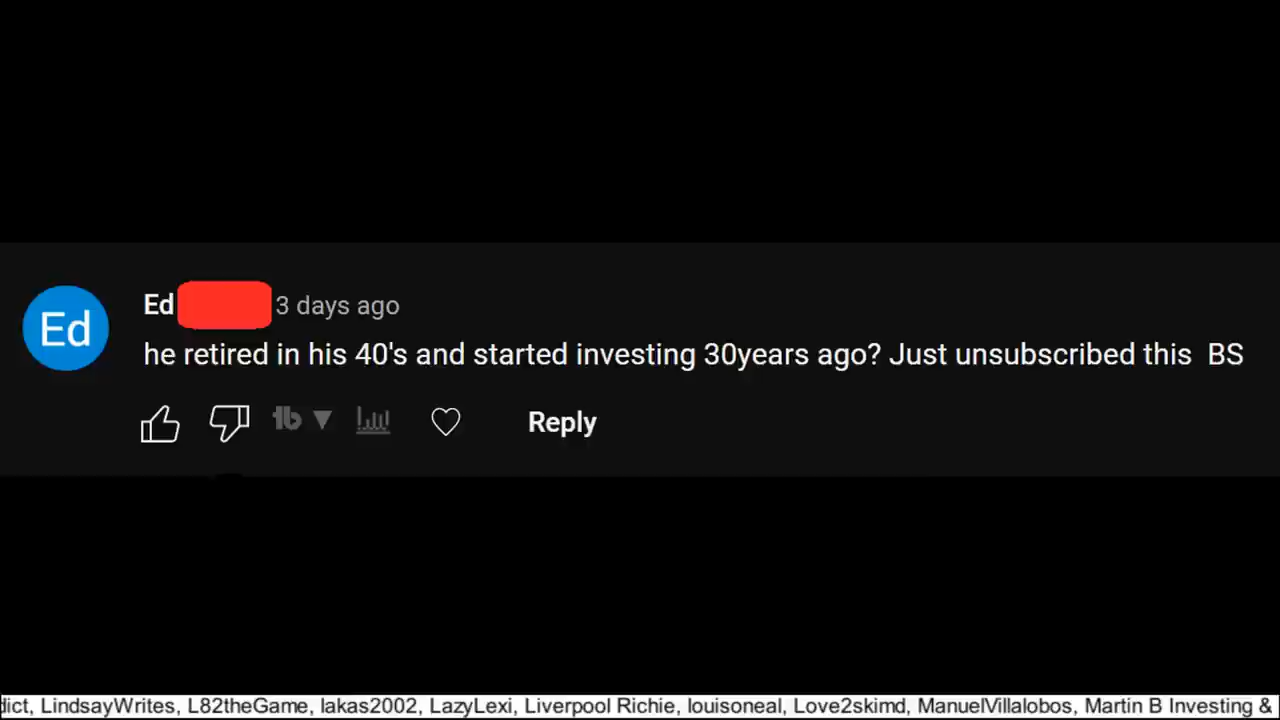 Ed
Ed 3 days ago
he retired in his 40's and started investing 30years ago? Just unsubscribed this  BS
Reply
LindsayWrites, L82theGame, lakas2002, LazyLexi, Liverpool Richie, louisoneal, Love2skimd, ManuelVillalobos, Martin B Investing &